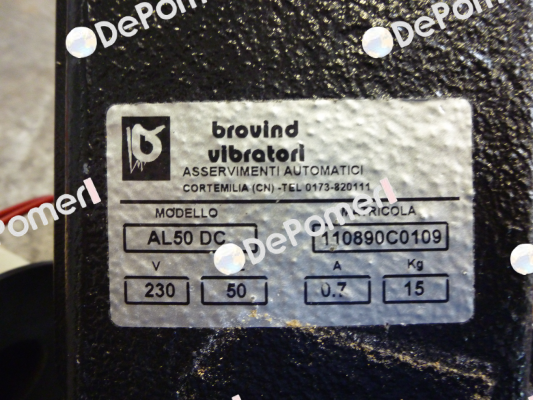 brovind
vibratori
ASSERVIMENTI AUTOMATICI
CORTEMILIA (CN) -TEL 0173-820111
MODELLO MATRICOLA
AL50 DC 110890C0109
V A Kg
230 50 0.7 15
DePomeri
DePomeri
DePomeri
DePomeri